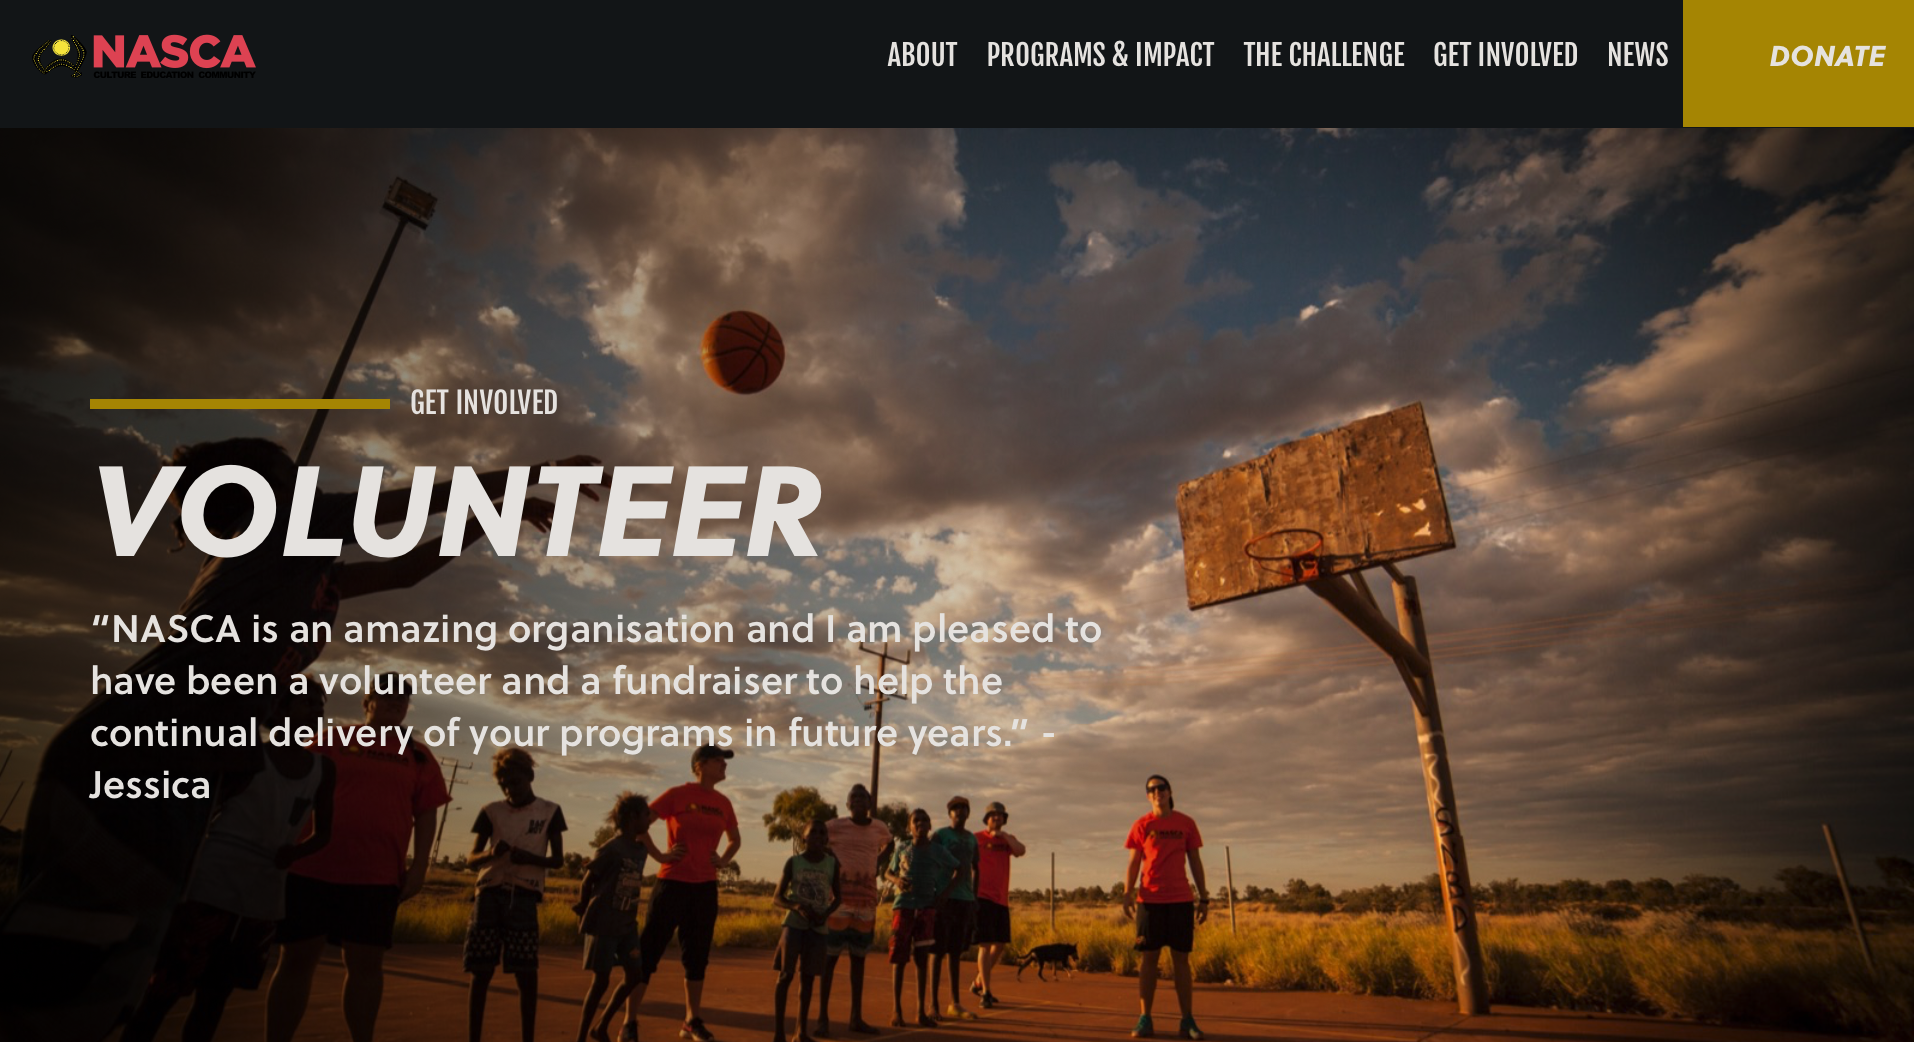 NASCA
CULTURE EDUCATION COMMUNITY
ABOUT
PROGRAMS & IMPACT
THE CHALLENGE
GET INVOLVED
NEWS
DONATE
GET INVOLVED
VOLUNTEER
“NASCA is an amazing organisation and I am pleased to
have been a volunteer and a fundraiser to help the
continual delivery of your programs in future years.” -
Jessica
NASCA